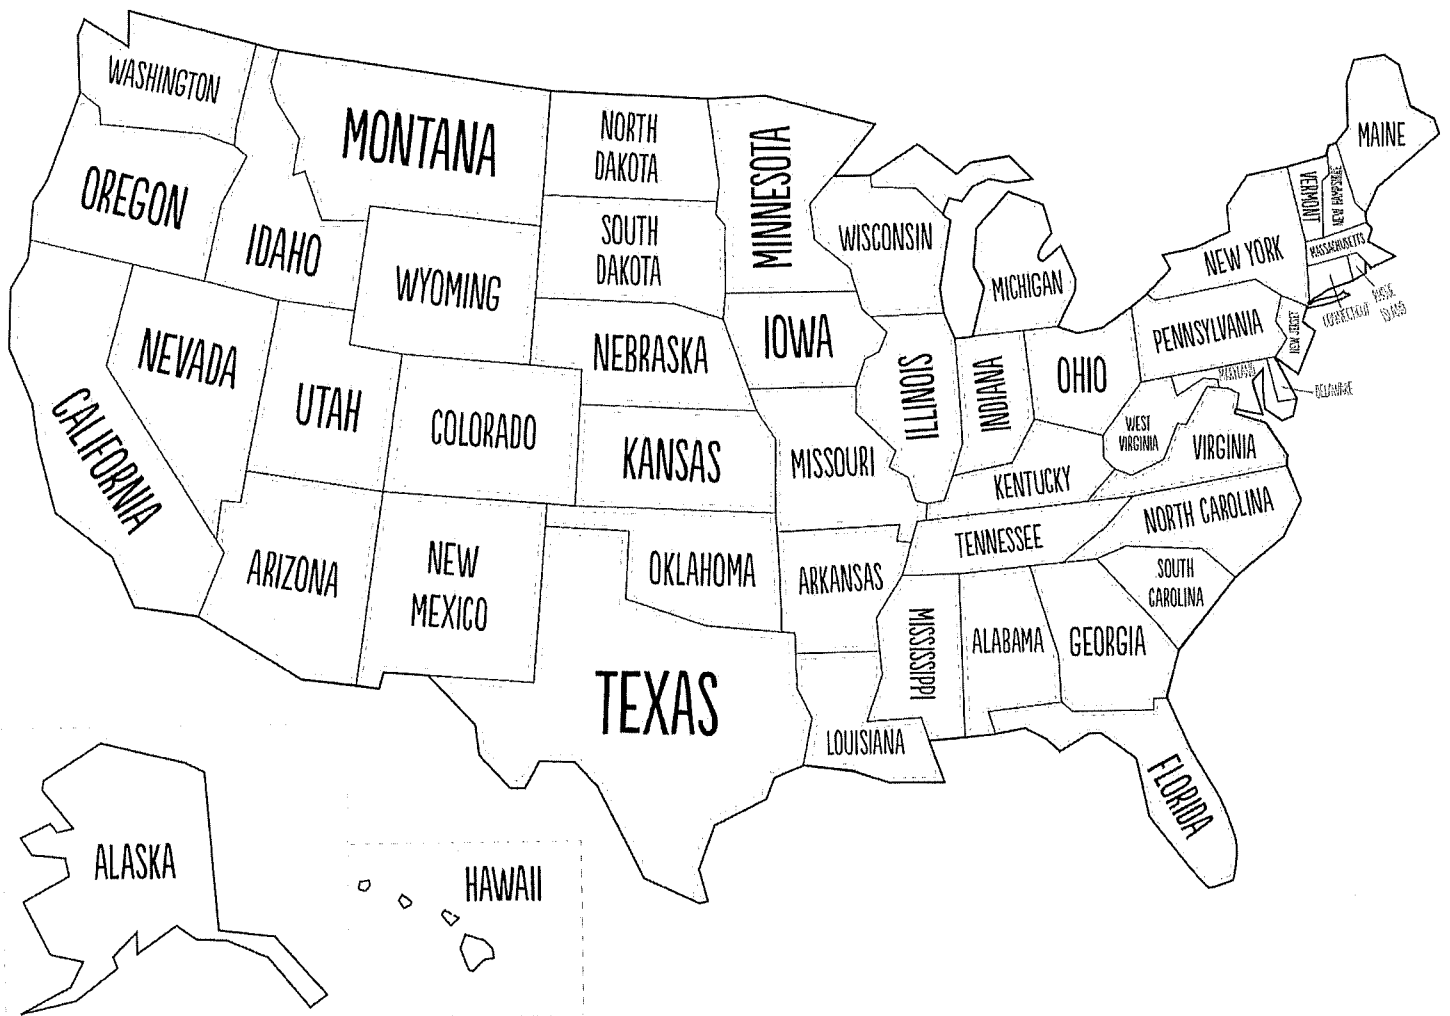 WASHINGTON
MONTANA
NORTH
DAKOTA
MINNESOTA
MAINE
OREGON
IDAHO
WYOMING
SOUTH
DAKOTA
WISCONSIN
MICHIGAN
NEW YORK
VERMONT
NEW HAMPSHIRE
MASSACHUSETTS
CONNECTICUT
RHODE
ISLAND
NEVADA
UTAH
COLORADO
NEBRASKA
IOWA
ILLINOIS
INDIANA
OHIO
PENNSYLVANIA
NEW JERSEY
MARYLAND
DELAWARE
CALIFORNIA
KANSAS
MISSOURI
KENTUCKY
WEST
VIRGINIA
VIRGINIA
ARIZONA
NEW
MEXICO
OKLAHOMA
ARKANSAS
TENNESSEE
NORTH CAROLINA
SOUTH
CAROLINA
TEXAS
LOUISIANA
MISSISSIPPI
ALABAMA
GEORGIA
FLORIDA
ALASKA
HAWAII